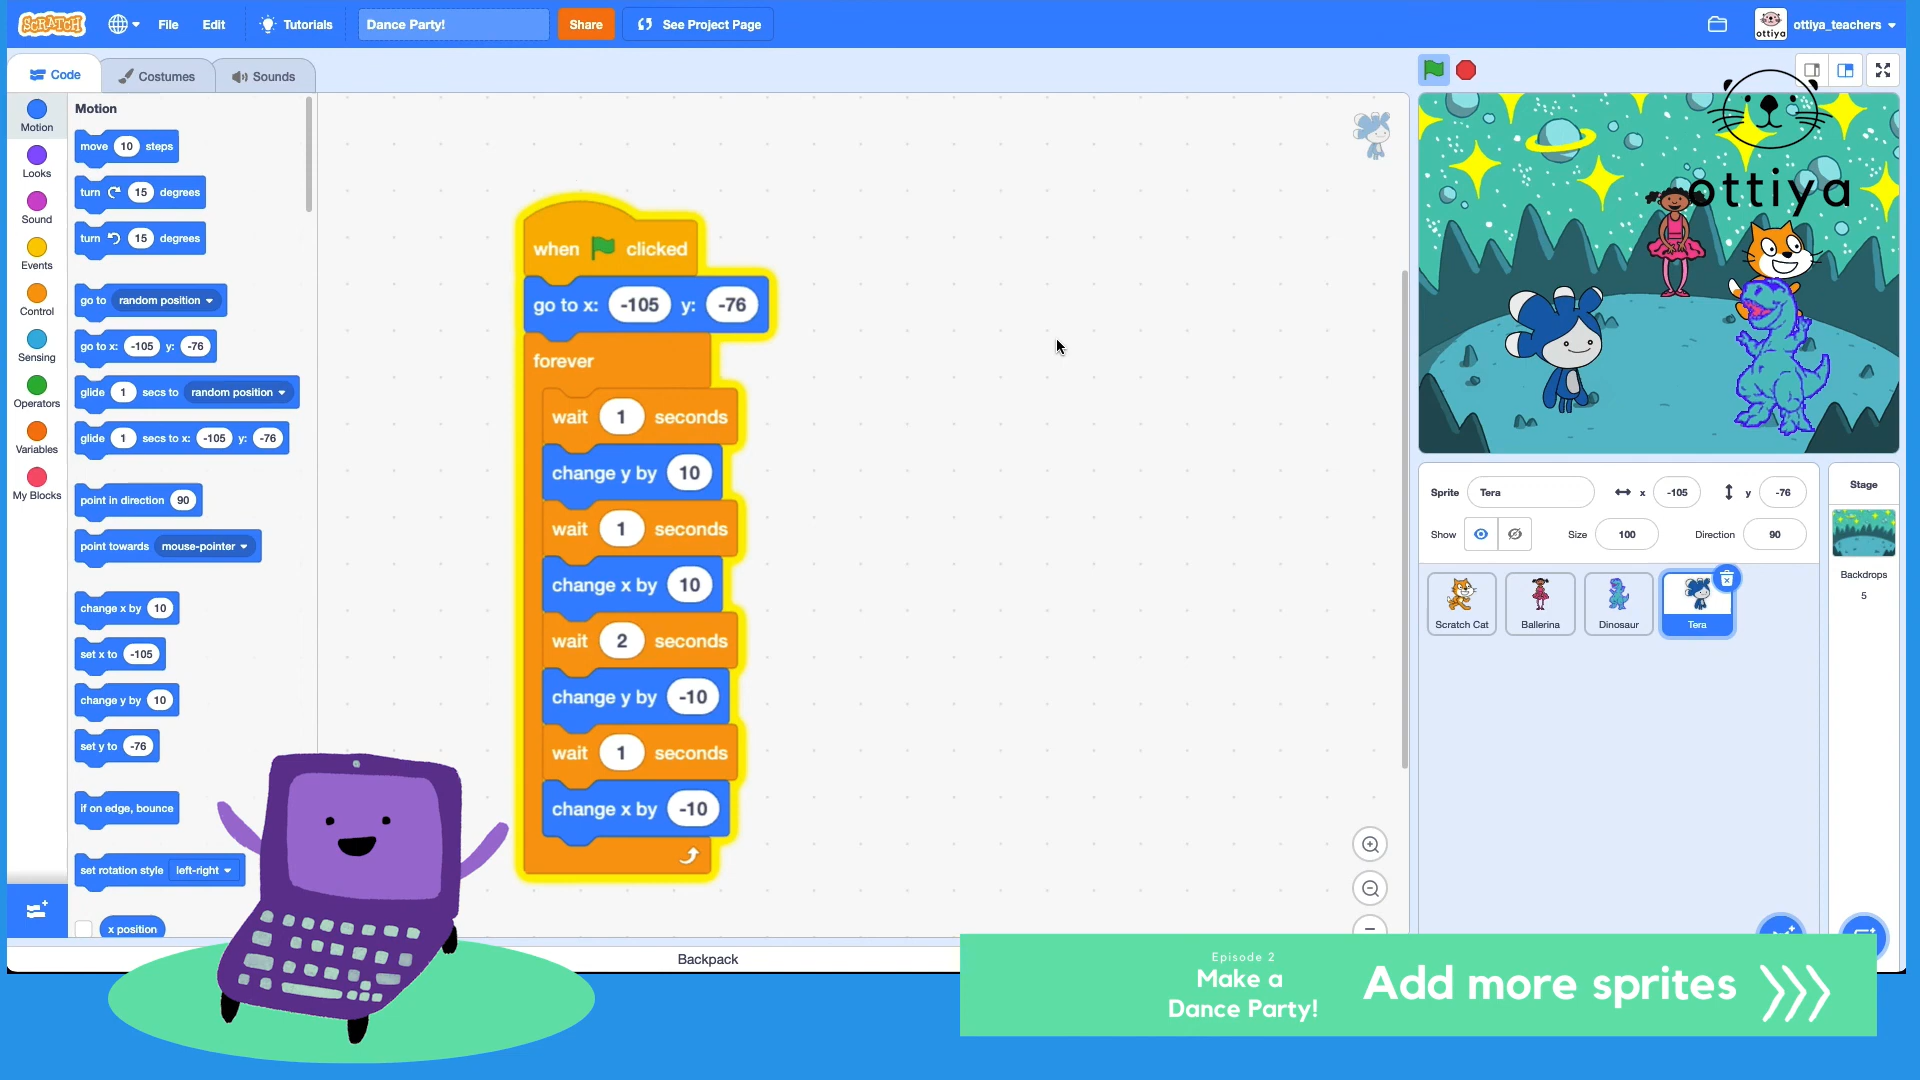 SCRATCH
File
Edit
Tutorials
Dance Party!
Share
See Project Page
ottiya
ottiya_teachers
Code
Costumes
Sounds
Motion
Looks
Sound
Events
Control
Sensing
Operators
Variables
My Blocks
Motion
move 10 steps
turn 15 degrees
turn 15 degrees
go to random position
go to x: -105 y: -76
glide 1 secs to random position
glide 1 secs to x: -105 y: -76
point in direction 90
point towards mouse-pointer
change x by 10
set x to -105
change y by 10
set y to -76
if on edge, bounce
set rotation style left-right
x position
when clicked
go to x: -105 y: -76
forever
wait 1 seconds
change y by 10
wait 1 seconds
change x by 10
wait 2 seconds
change y by -10
wait 1 seconds
change x by -10
Backpack
ottiya
Sprite Tera x -105 y -76
Show Size 100 Direction 90
Scratch Cat
Ballerina
Dinosaur
Tera
Stage
Backdrops
5
Episode 2
Make a
Dance Party!
Add more sprites